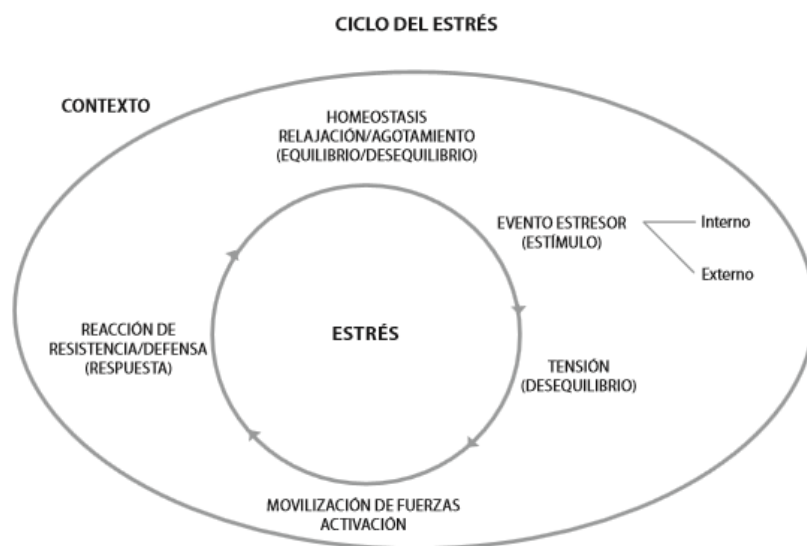 CICLO DEL ESTRÉS
CONTEXTO
HOMEOSTASIS
RELAJACIÓN/AGOTAMIENTO
(EQUILIBRIO/DESEQUILIBRIO)
EVENTO ESTRESOR
(ESTÍMULO)
Interno
Externo
TENSIÓN
(DESEQUILIBRIO)
MOVILIZACIÓN DE FUERZAS
ACTIVACIÓN
REACCIÓN DE
RESISTENCIA/DEFENSA
(RESPUESTA)
ESTRÉS